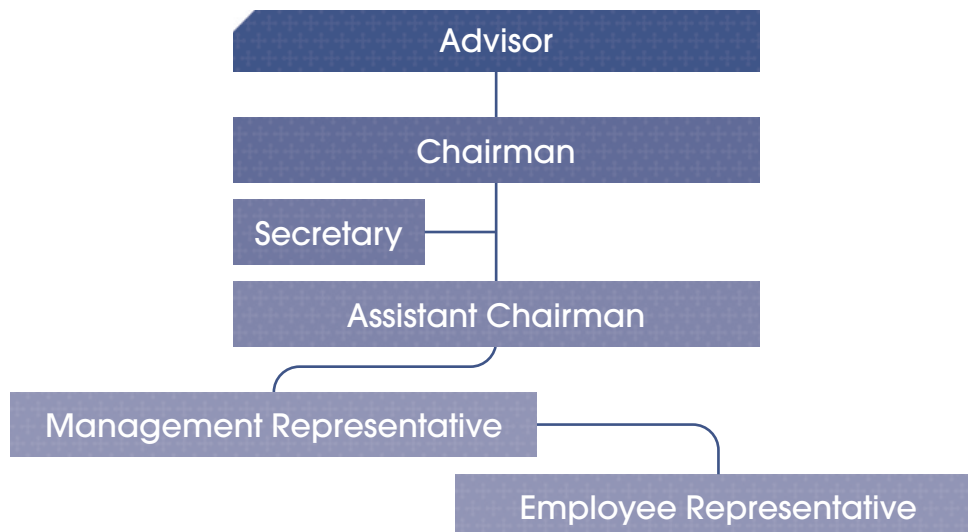 Advisor
Chairman
Secretary
Assistant Chairman
Management Representative
Employee Representative